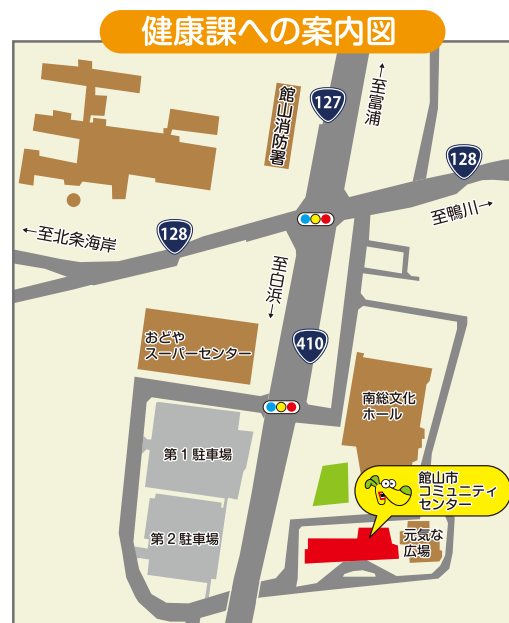 健康課への案内図
127
←至富浦
館山消防署
128
至鴨川→
128
←至北条海岸
至白浜→
410
おどや
スーパーセンター
南総文化
ホール
第1駐車場
館山市
コミュニティ
センター
第2駐車場
元気な
広場